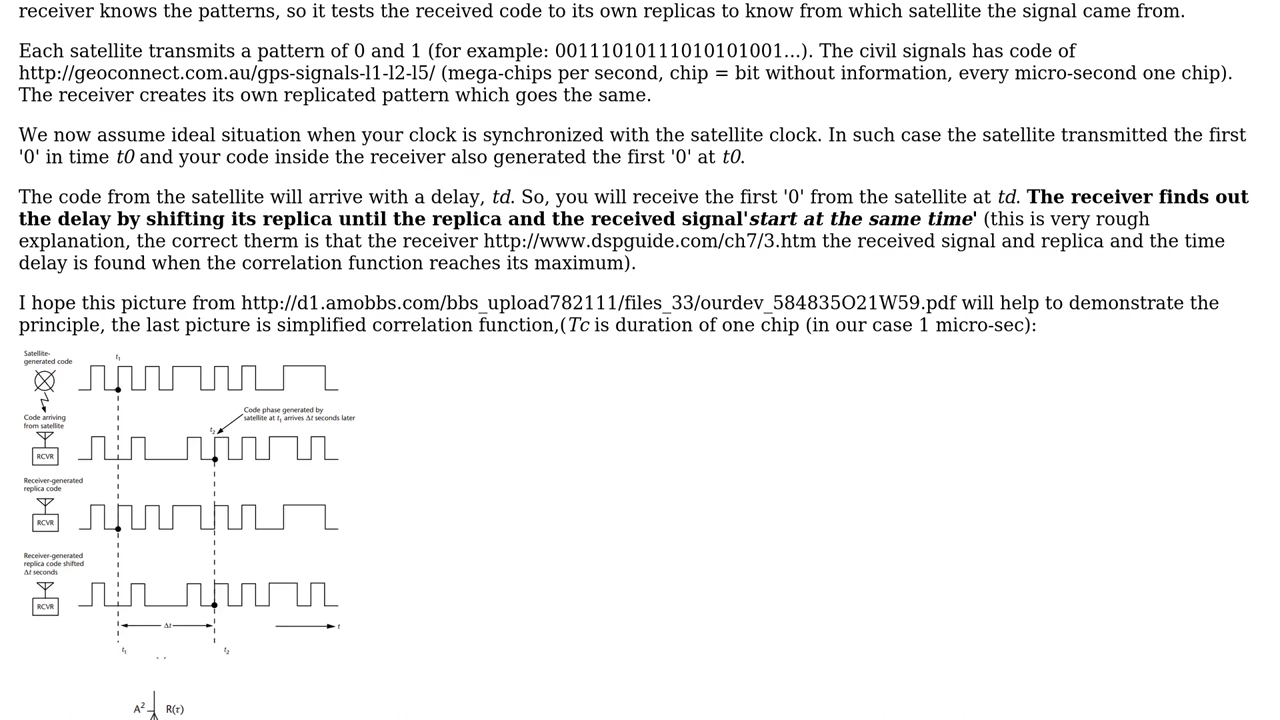 receiver knows the patterns, so it tests the received code to its own replicas to know from which satellite the signal came from.
Each satellite transmits a pattern of 0 and 1 (for example: 00111010111010101001...). The civil signals has code of
http://geoconnect.com.au/gps-signals-l1-l2-l5/ (mega-chips per second, chip = bit without information, every micro-second one chip).
The receiver creates its own replicated pattern which goes the same.
We now assume ideal situation when your clock is synchronized with the satellite clock. In such case the satellite transmitted the first
'0' in time t0 and your code inside the receiver also generated the first '0' at t0.
The code from the satellite will arrive with a delay, td. So, you will receive the first '0' from the satellite at td. The receiver finds out
the delay by shifting its replica until the replica and the received signal'start at the same time' (this is very rough
explanation, the correct therm is that the receiver http://www.dspguide.com/ch7/3.htm the received signal and replica and the time
delay is found when the correlation function reaches its maximum).
I hope this picture from http://d1.amobbs.com/bbs_upload782111/files_33/ourdev_584835O21W59.pdf will help to demonstrate the
principle, the last picture is simplified correlation function,(Tc is duration of one chip (in our case 1 micro-sec):
Satellite-
generated code
t₁
Code arriving
from satellite
RCVR
Code phase generated by
satellite at t₁ arrives Δt seconds later
t₂
Receiver-generated
replica code
RCVR
Receiver-generated
replica code shifted
Δt seconds
RCVR
Δt
t
t₁
t₂
A² R(τ)